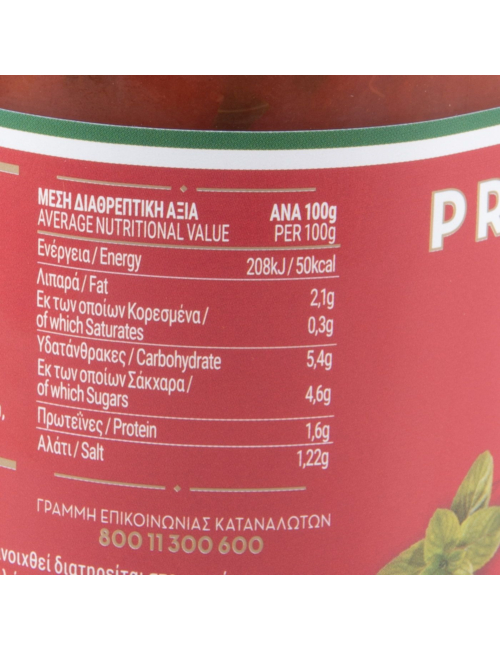 PR
ΜΕΣΗ ΔΙΑΘΡΕΠΤΙΚΗ ΑΞΙΑ ΑΝΑ 100g
AVERAGE NUTRITIONAL VALUE PER 100g
Ενέργεια / Energy 208kJ / 50kcal
Λιπαρά / Fat 2,1g
Εκ των οποίων Κορεσμένα /
of which Saturates 0,3g
Υδατάνθρακες / Carbohydrate 5,4g
Εκ των οποίων Σάκχαρα /
of which Sugars 4,6g
Πρωτεΐνες / Protein 1,6g
Αλάτι / Salt 1,22g
ΓΡΑΜΜΗ ΕΠΙΚΟΙΝΩΝΙΑΣ ΚΑΤΑΝΑΛΩΤΩΝ
800 11 300 600
νοιχθεί διατηρείται